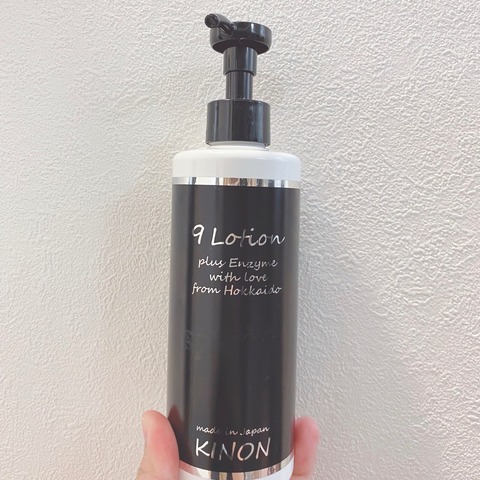 9 Lotion
plus Enzyme
with love
from Hokkaido
made in Japan
KINON